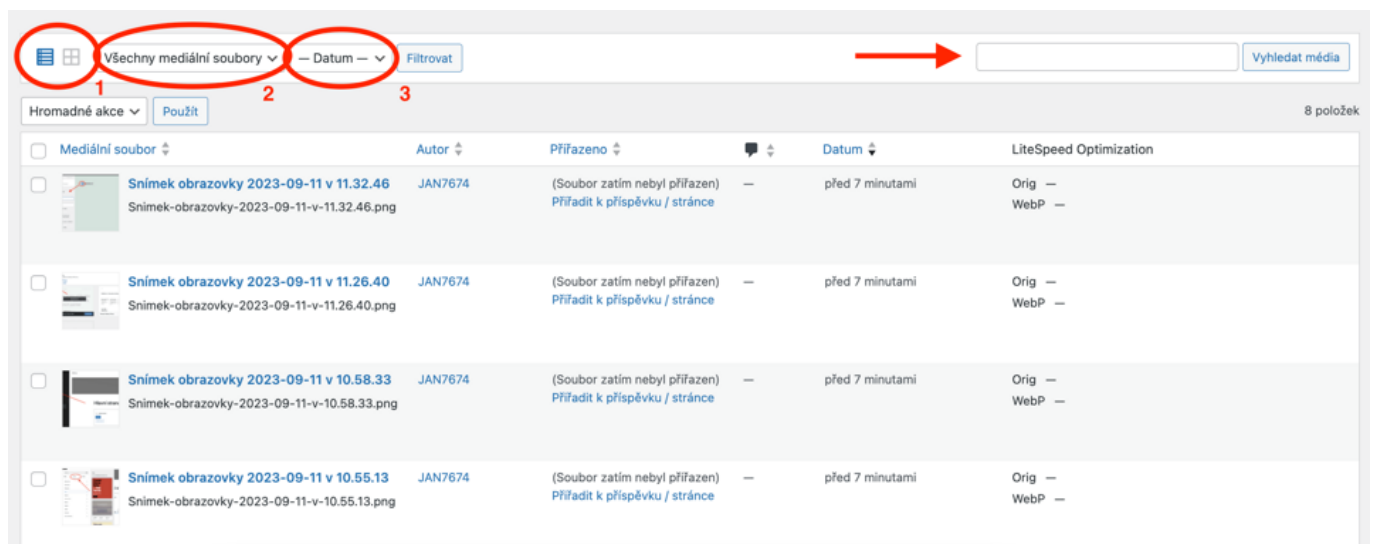 Všechny mediální soubory — Datum — Filtrovat Vyhledat média
1 2 3
Hromadné akce Použít 8 položek
Mediální soubor Autor Přiřazeno Datum LiteSpeed Optimization
Snímek obrazovky 2023-09-11 v 11.32.46 JAN7674 (Soubor zatím nebyl přiřazen) — před 7 minutami Orig —
Snimek-obrazovky-2023-09-11-v-11.32.46.png Přiřadit k příspěvku / stránce WebP —
Snímek obrazovky 2023-09-11 v 11.26.40 JAN7674 (Soubor zatím nebyl přiřazen) — před 7 minutami Orig —
Snimek-obrazovky-2023-09-11-v-11.26.40.png Přiřadit k příspěvku / stránce WebP —
Snímek obrazovky 2023-09-11 v 10.58.33 JAN7674 (Soubor zatím nebyl přiřazen) — před 7 minutami Orig —
Snimek-obrazovky-2023-09-11-v-10.58.33.png Přiřadit k příspěvku / stránce WebP —
Snímek obrazovky 2023-09-11 v 10.55.13 JAN7674 (Soubor zatím nebyl přiřazen) — před 7 minutami Orig —
Snimek-obrazovky-2023-09-11-v-10.55.13.png Přiřadit k příspěvku / stránce WebP —